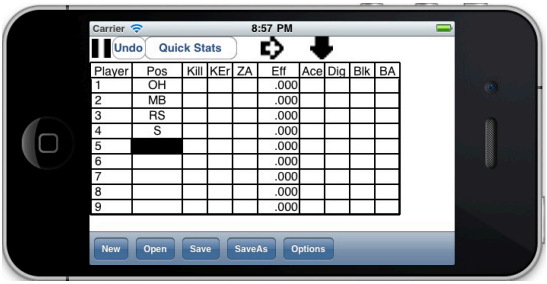 Carrier 8:57 PM
Undo Quick Stats
Player Pos Kill KEr ZA Eff Ace Dig Blk BA
1 OH .000
2 MB .000
3 RS .000
4 S .000
5 .000
6 .000
7 .000
8 .000
9 .000
New Open Save SaveAs Options